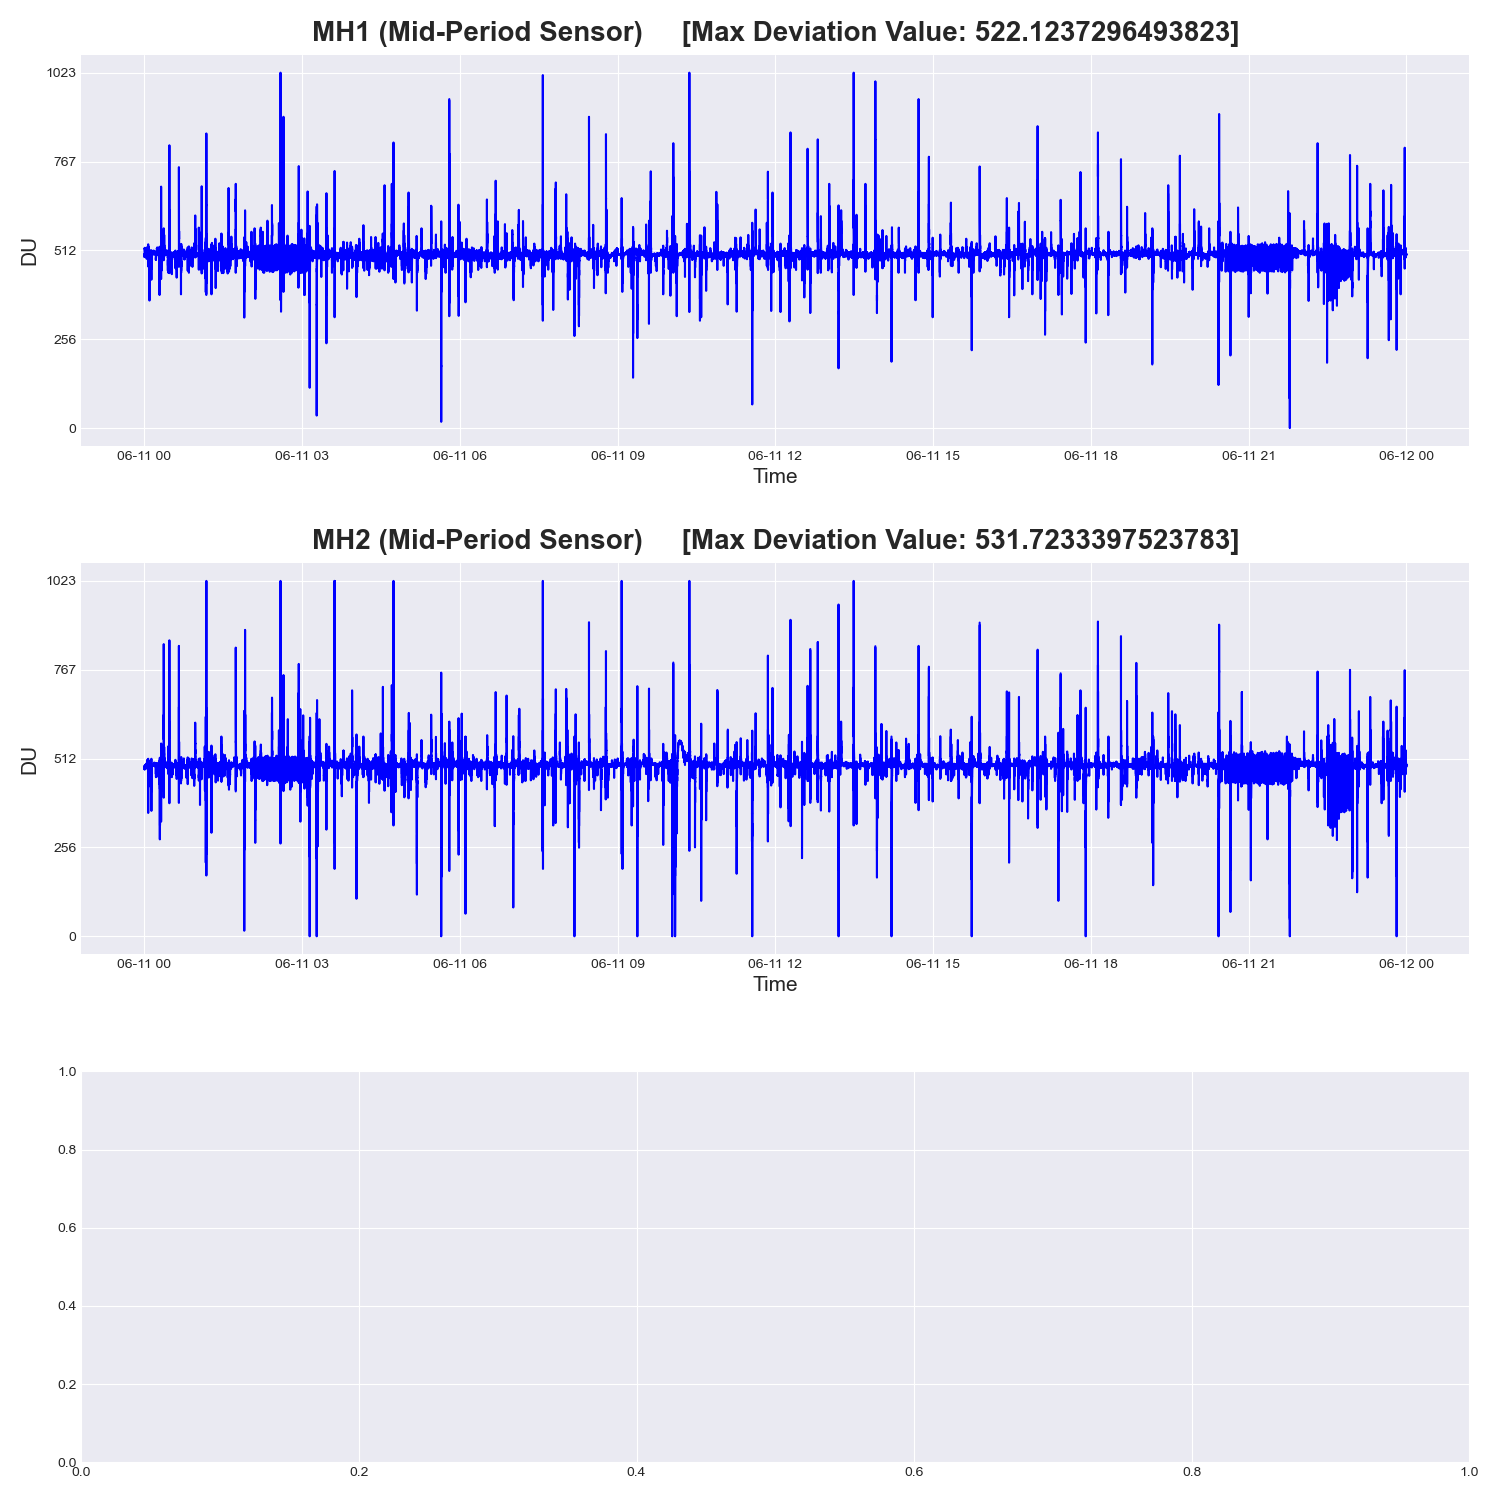 MH1 (Mid-Period Sensor) [Max Deviation Value: 522.1237296493823]
1023
767
512
256
0
DU
06-11 00 06-11 03 06-11 06 06-11 09 06-11 12 06-11 15 06-11 18 06-11 21 06-12 00
Time
MH2 (Mid-Period Sensor) [Max Deviation Value: 531.7233397523783]
1023
767
512
256
0
DU
06-11 00 06-11 03 06-11 06 06-11 09 06-11 12 06-11 15 06-11 18 06-11 21 06-12 00
Time
1.0
0.8
0.6
0.4
0.2
0.0
0.0 0.2 0.4 0.6 0.8 1.0